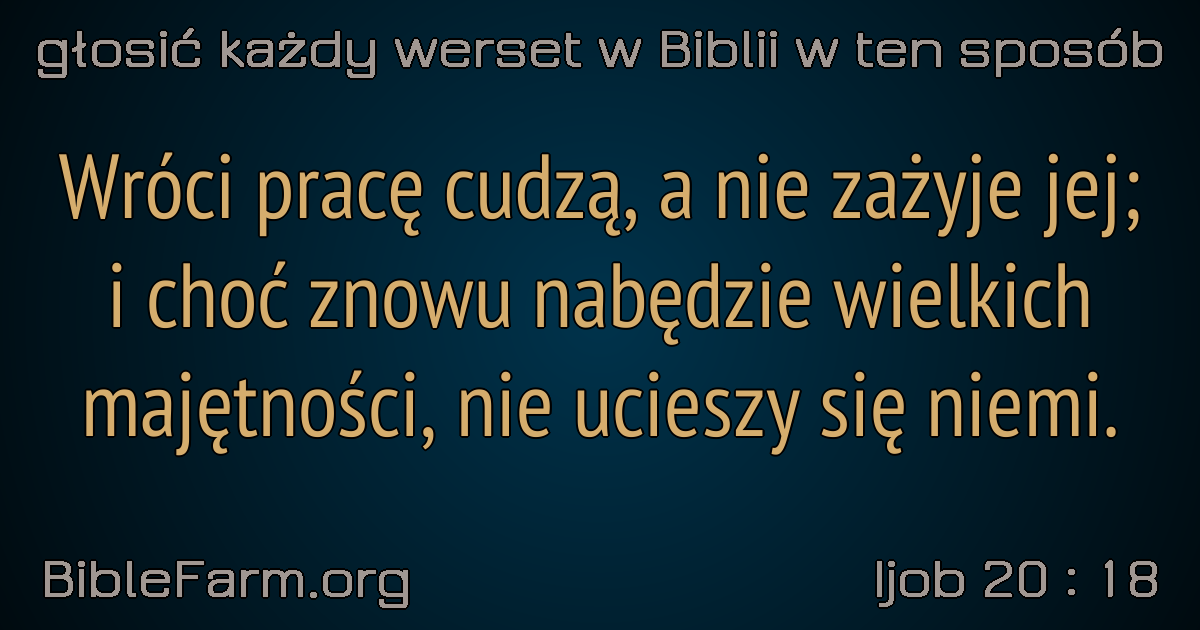 głosić każdy werset w Biblii w ten sposób
Wróci pracę cudzą, a nie zażyje jej;
i choć znowu nabędzie wielkich
majętności, nie ucieszy się niemi.
BibleFarm.org
Ijob 20 : 18